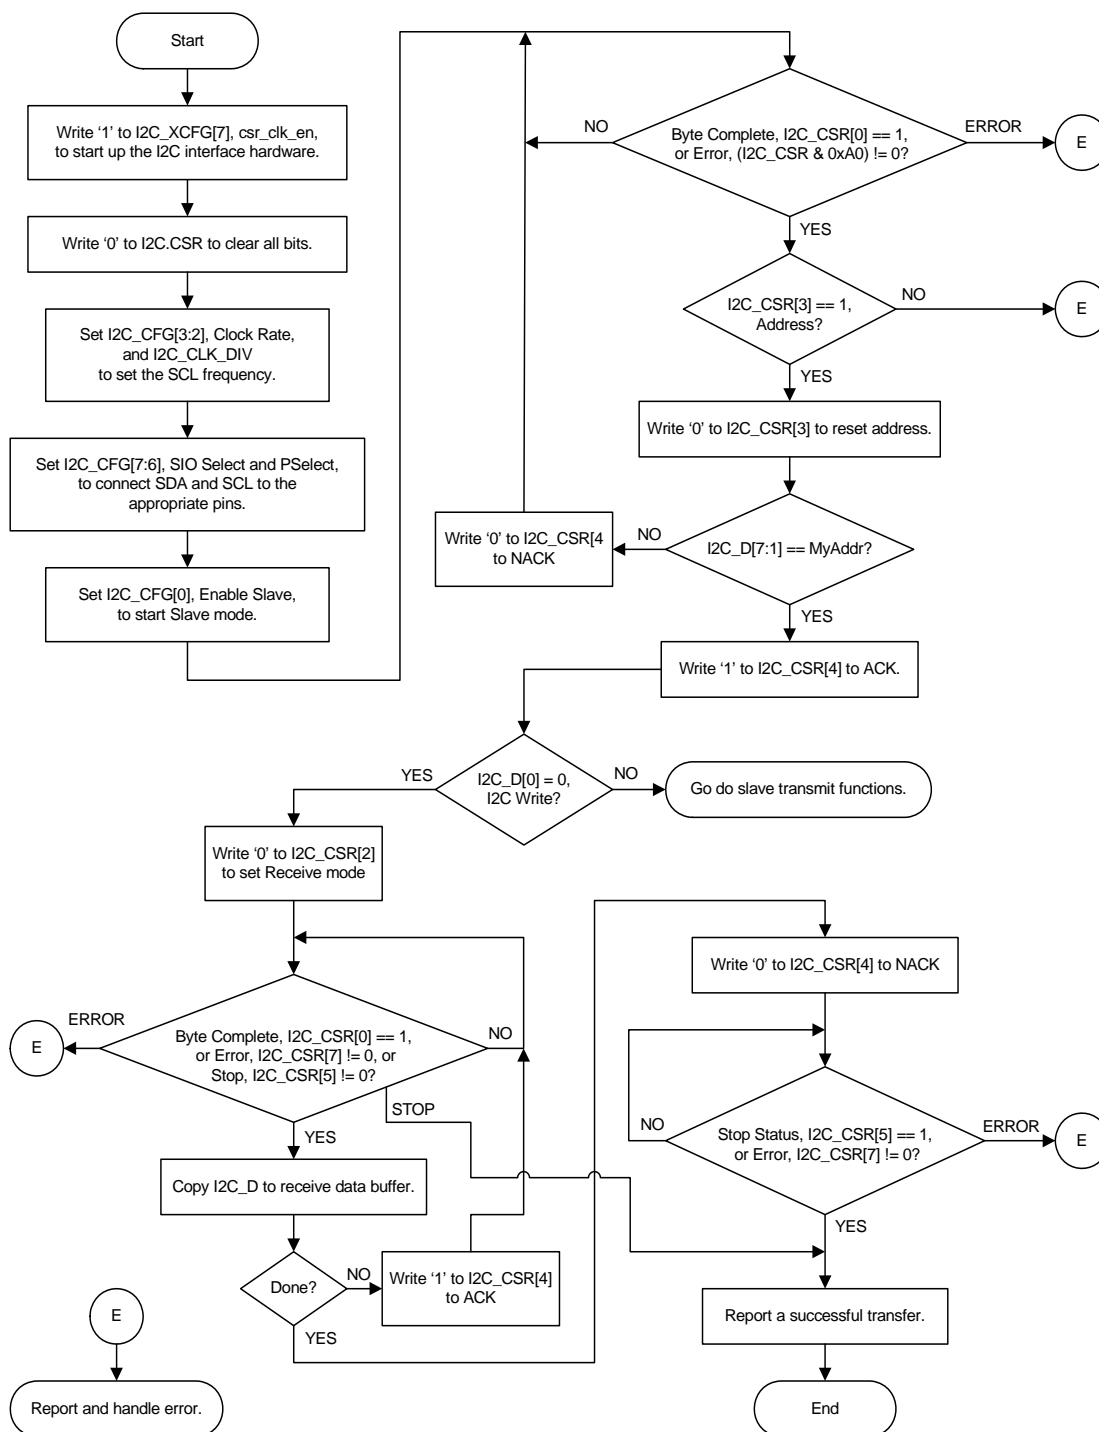 Start
Write ‘1’ to I2C_XCFG[7], csr_clk_en,
to start up the I2C interface hardware.
Write ‘0’ to I2C.CSR to clear all bits.
Set I2C_CFG[3:2], Clock Rate,
and I2C_CLK_DIV
to set the SCL frequency.
Set I2C_CFG[7:6], SIO Select and PSelect,
to connect SDA and SCL to the
appropriate pins.
Set I2C_CFG[0], Enable Slave,
to start Slave mode.
NO
Byte Complete, I2C_CSR[0] == 1,
or Error, (I2C_CSR & 0xA0) != 0?
ERROR
E
YES
I2C_CSR[3] == 1,
Address?
NO
E
YES
Write ‘0’ to I2C_CSR[3] to reset address.
I2C_D[7:1] == MyAddr?
NO
Write ‘0’ to I2C_CSR[4
to NACK
YES
Write ‘1’ to I2C_CSR[4] to ACK.
I2C_D[0] = 0,
I2C Write?
YES
NO
Go do slave transmit functions.
Write ‘0’ to I2C_CSR[2]
to set Receive mode
ERROR
E
Byte Complete, I2C_CSR[0] == 1,
or Error, I2C_CSR[7] != 0, or
Stop, I2C_CSR[5] != 0?
NO
STOP
YES
Copy I2C_D to receive data buffer.
Done?
NO
Write ‘1’ to I2C_CSR[4]
to ACK
YES
Write ‘0’ to I2C_CSR[4] to NACK
NO
Stop Status, I2C_CSR[5] == 1,
or Error, I2C_CSR[7] != 0?
ERROR
E
YES
Report a successful transfer.
End
E
Report and handle error.